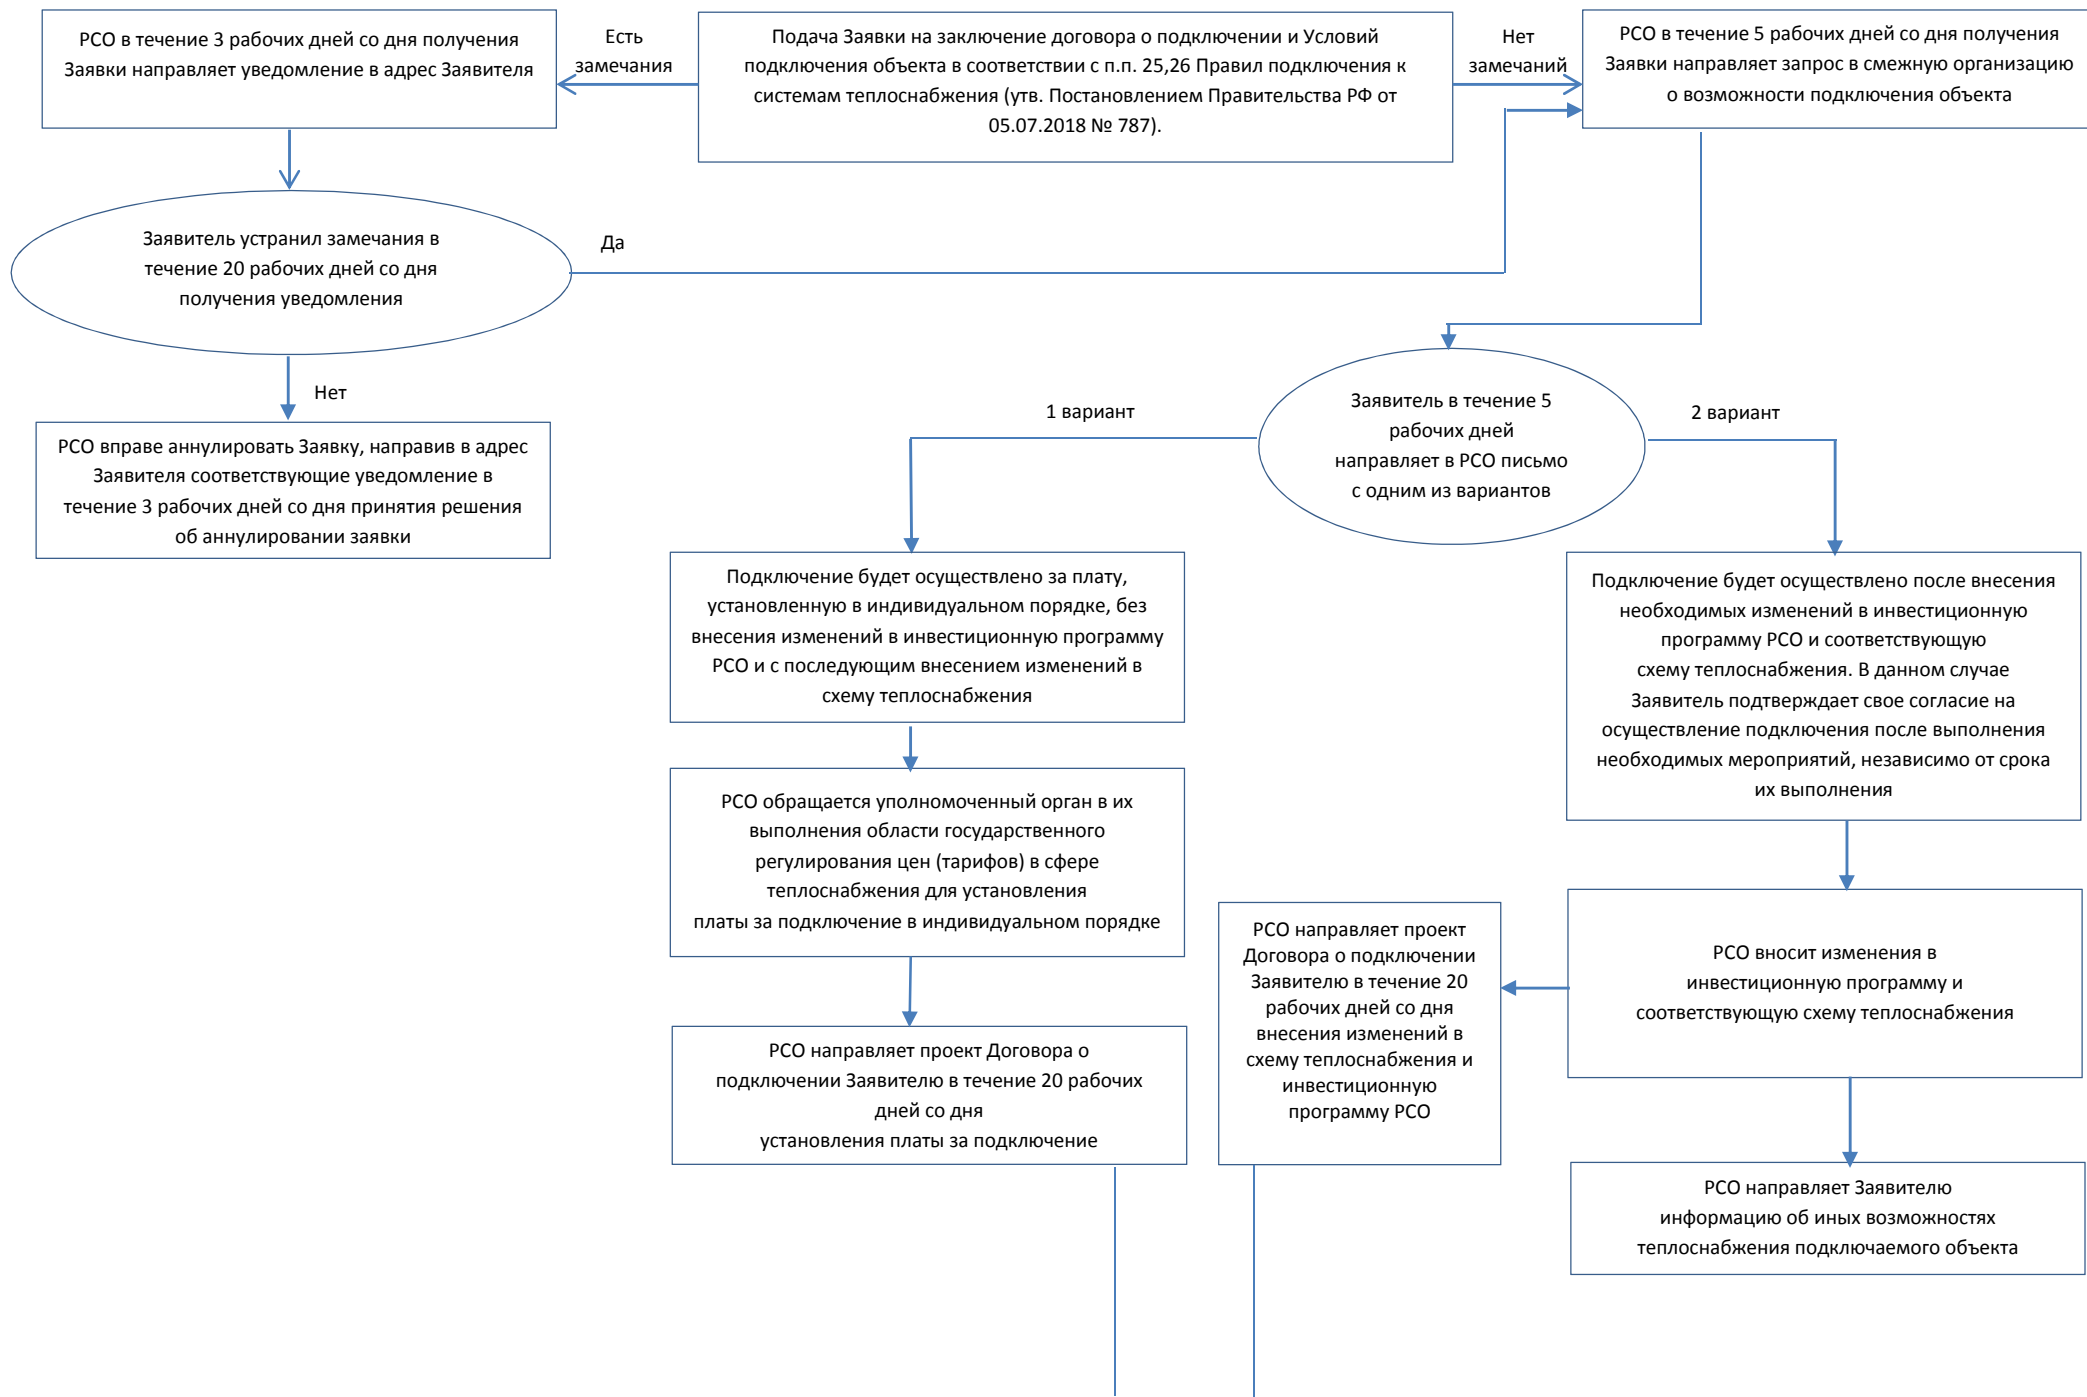 РСО в течение 3 рабочих дней со дня получения
Заявки направляет уведомление в адрес Заявителя
Есть
замечания
Подача Заявки на заключение договора о подключении и Условий
подключения объекта в соответствии с п.п. 25,26 Правил подключения к
системам теплоснабжения (утв. Постановлением Правительства РФ от
05.07.2018 № 787).
Нет
замечаний
РСО в течение 5 рабочих дней со дня получения
Заявки направляет запрос в смежную организацию
о возможности подключения объекта
Заявитель устранил замечания в
течение 20 рабочих дней со дня
получения уведомления
Да
Нет
РСО вправе аннулировать Заявку, направив в адрес
Заявителя соответствующие уведомление в
течение 3 рабочих дней со дня принятия решения
об аннулировании заявки
1 вариант
Заявитель в течение 5
рабочих дней
направляет в РСО письмо
с одним из вариантов
2 вариант
Подключение будет осуществлено за плату,
установленную в индивидуальном порядке, без
внесения изменений в инвестиционную программу
РСО и с последующим внесением изменений в
схему теплоснабжения
Подключение будет осуществлено после внесения
необходимых изменений в инвестиционную
программу РСО и соответствующую
схему теплоснабжения. В данном случае
Заявитель подтверждает свое согласие на
осуществление подключения после выполнения
необходимых мероприятий, независимо от срока
их выполнения
РСО обращается уполномоченный орган в их
выполнения области государственного
регулирования цен (тарифов) в сфере
теплоснабжения для установления
платы за подключение в индивидуальном порядке
РСО направляет проект
Договора о подключении
Заявителю в течение 20
рабочих дней со дня
внесения изменений в
схему теплоснабжения и
инвестиционную
программу РСО
РСО вносит изменения в
инвестиционную программу и
соответствующую схему теплоснабжения
РСО направляет проект Договора о
подключении Заявителю в течение 20 рабочих
дней со дня
установления платы за подключение
РСО направляет Заявителю
информацию об иных возможностях
теплоснабжения подключаемого объекта